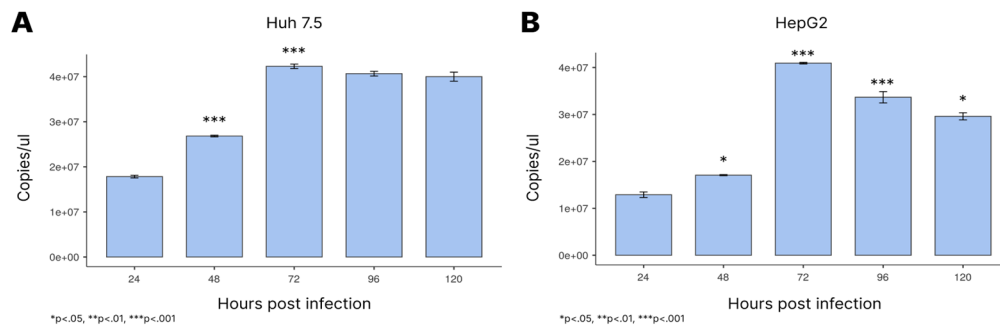 A
Huh 7.5
Copies/ul
4e+07
3e+07
2e+07
1e+07
0e+00
***
***
24 48 72 96 120
Hours post infection
*p<.05, **p<.01, ***p<.001
B
HepG2
Copies/ul
4e+07
3e+07
2e+07
1e+07
0e+00
*
***
***
*
24 48 72 96 120
Hours post infection
*p<.05, **p<.01, ***p<.001